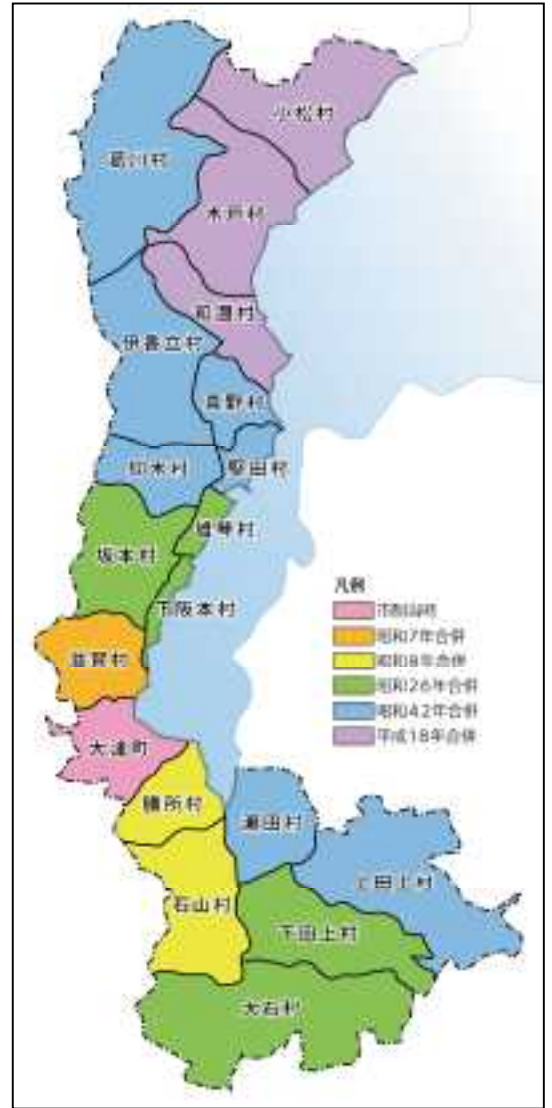 小松村
葛川村
木戸村
和邇村
伊香立村
真野村
仰木村
堅田村
雄琴村
坂本村
下阪本村
滋賀村
大津町
膳所村
瀬田村
上田上村
石山村
下田上村
大石村
凡例
市制時
昭和7年合併
昭和8年合併
昭和26年合併
昭和42年合併
平成18年合併